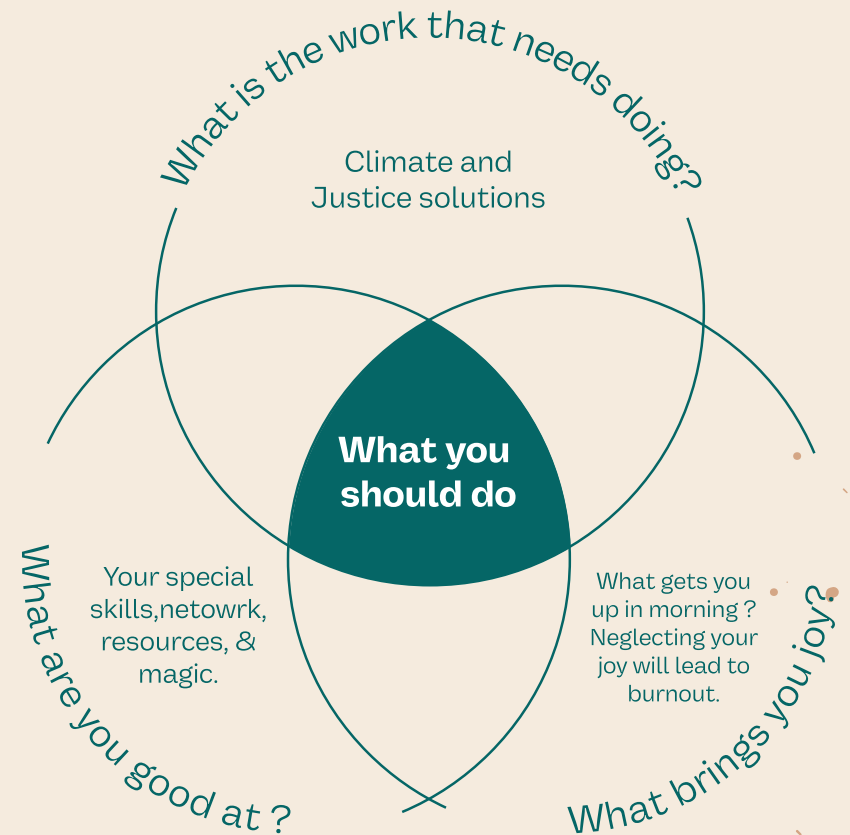 What is the work that needs doing?
Climate and
Justice solutions
What you
should do
What are you good at ?
Your special
skills,netowrk,
resources, &
magic.
What brings you joy?
What gets you
up in morning ?
Neglecting your
joy will lead to
burnout.